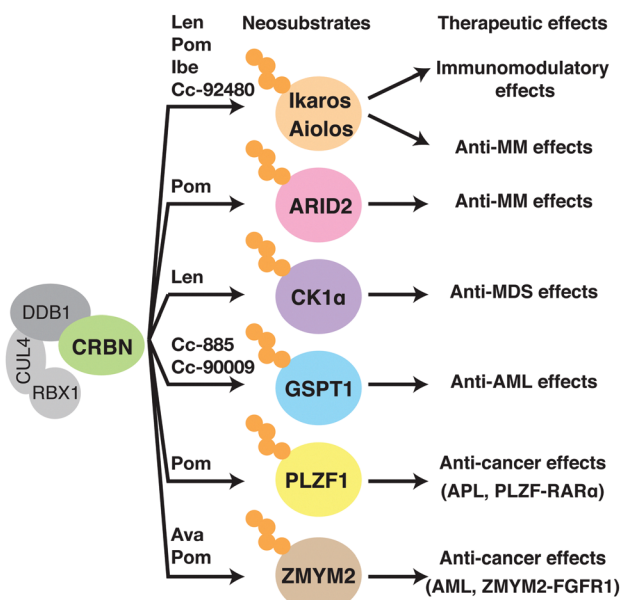 Len
Pom
Ibe
Cc-92480
Neosubstrates
Therapeutic effects
Ikaros
Aiolos
Immunomodulatory
effects
Anti-MM effects
Pom
ARID2
Anti-MM effects
Len
CK1α
Anti-MDS effects
DDB1
CUL4
RBX1
CRBN
Cc-885
Cc-90009
GSPT1
Anti-AML effects
Pom
PLZF1
Anti-cancer effects
(APL, PLZF-RARα)
Ava
Pom
ZMYM2
Anti-cancer effects
(AML, ZMYM2-FGFR1)